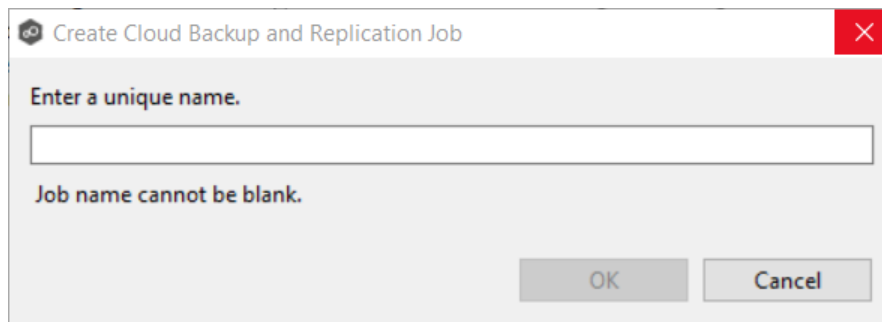 Create Cloud Backup and Replication Job
Enter a unique name.
Job name cannot be blank.
OK
Cancel